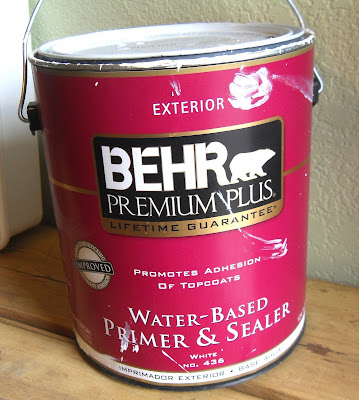 EXTERIOR
BEHR
PREMIUM PLUS
LIFETIME GUARANTEE
IMPROVED
PROMOTES ADHESION
OF TOPCOATS
WATER-BASED
PRIMER & SEALER
WHITE
NO. 436
IMPRIMADOR EXTERIOR • BASE